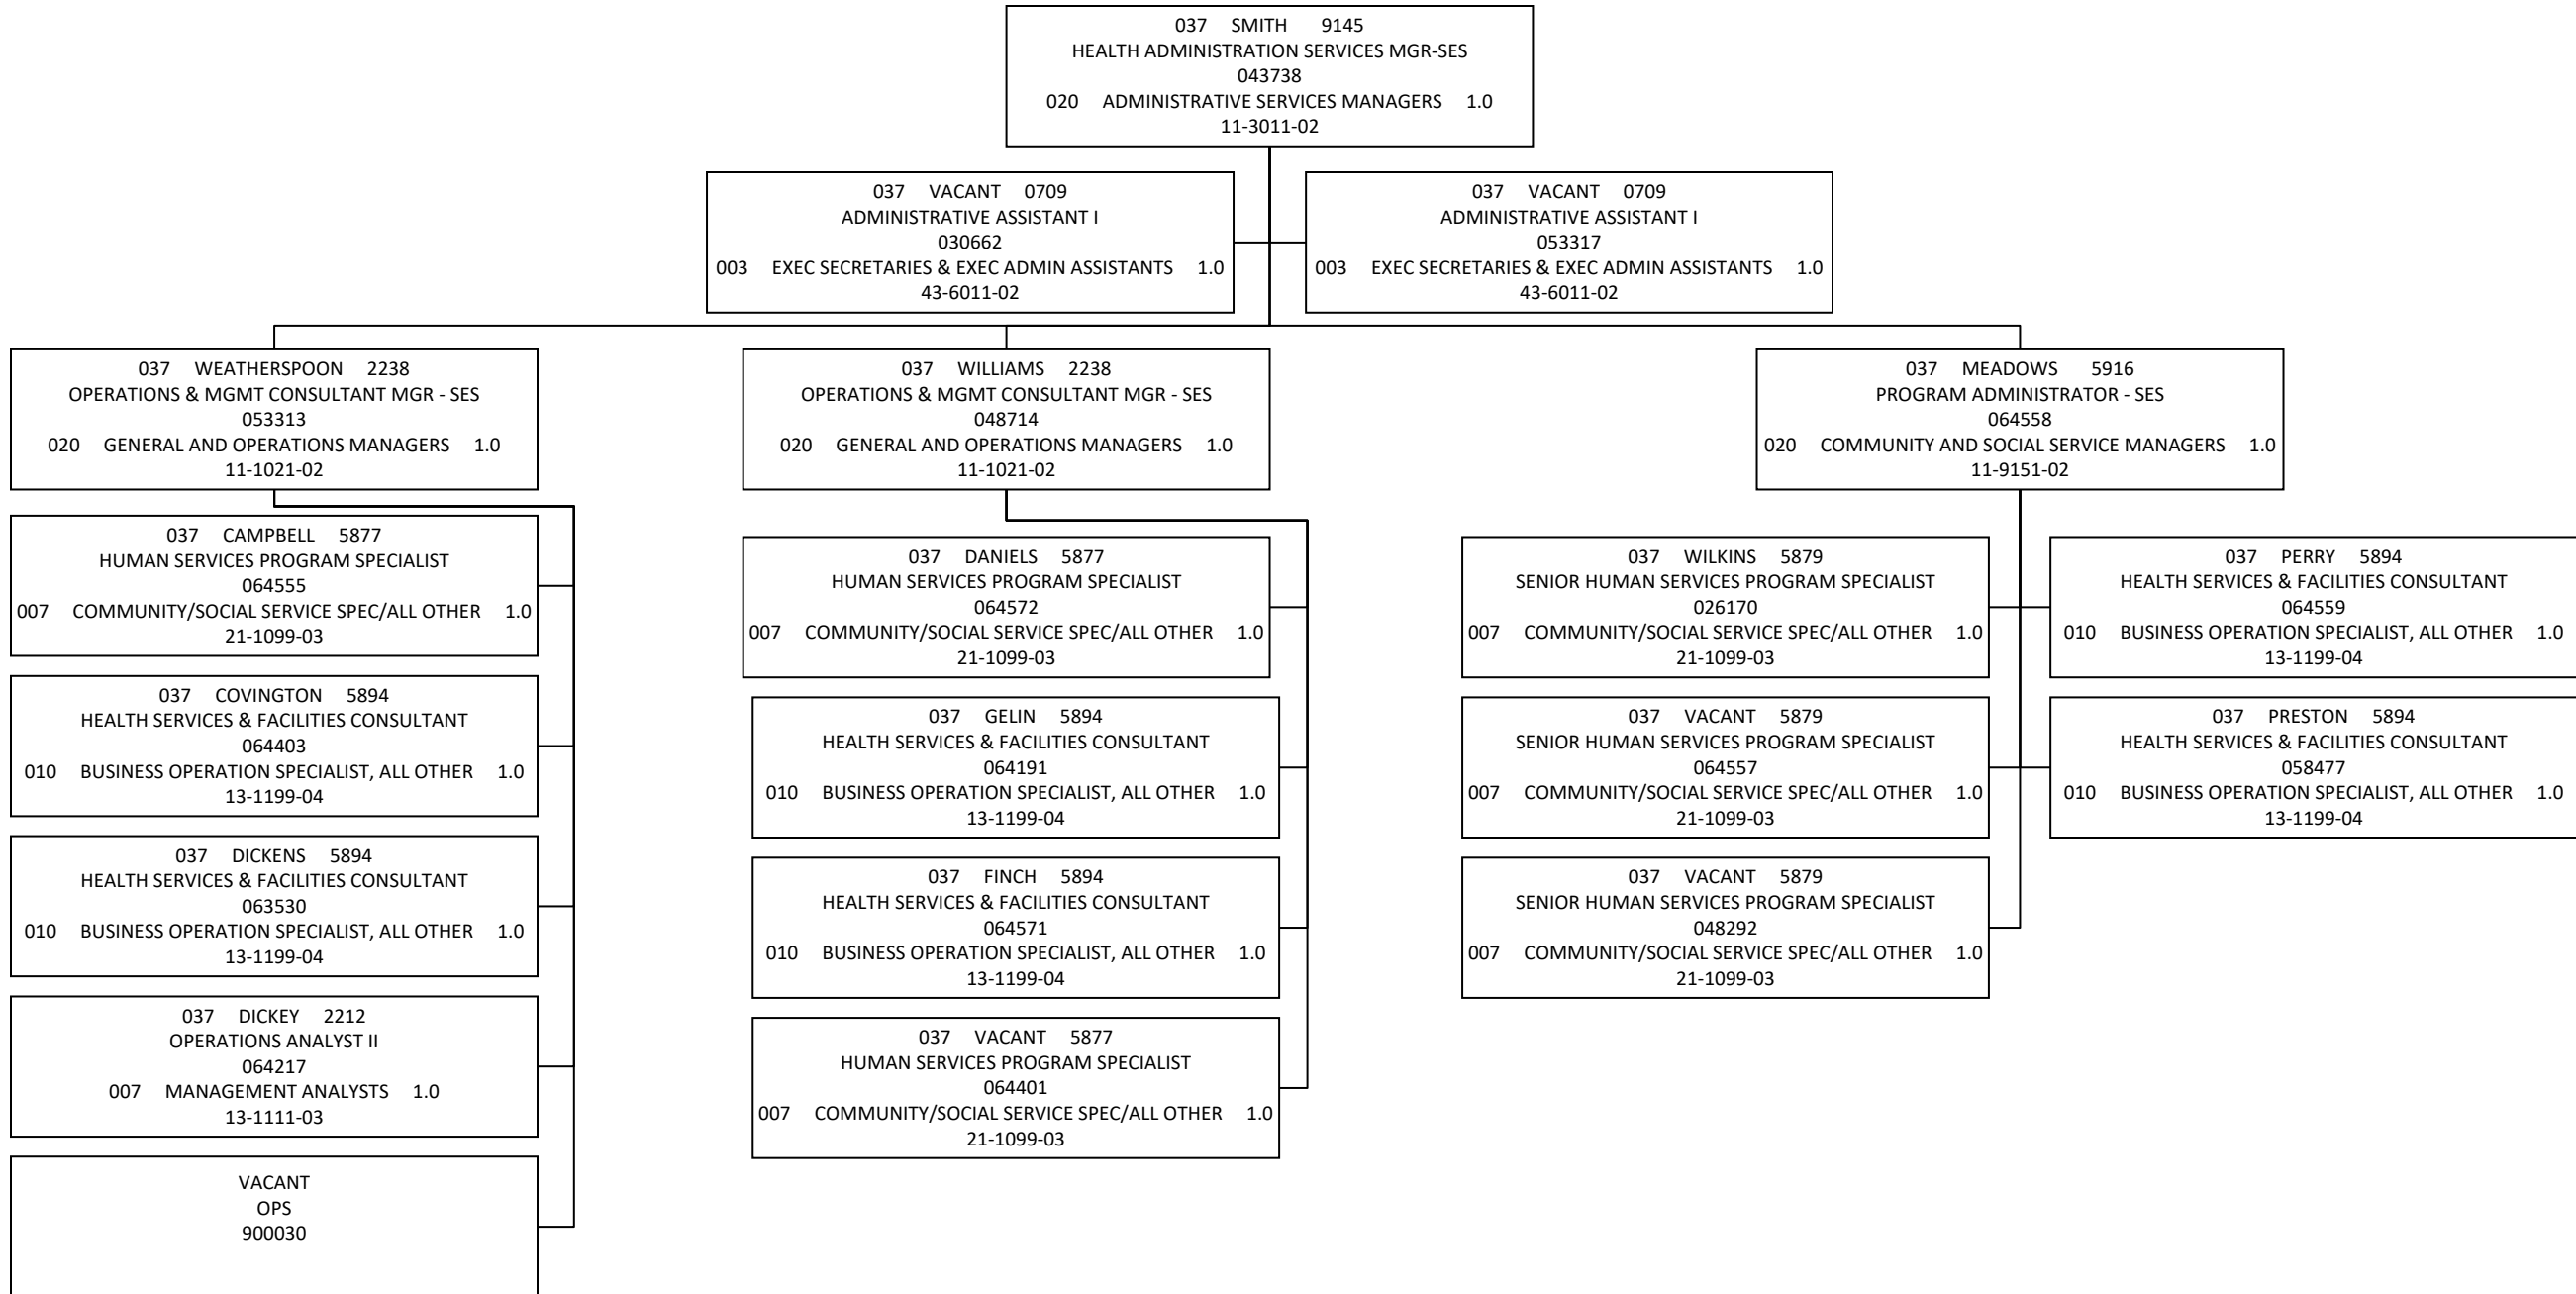 037 SMITH 9145
HEALTH ADMINISTRATION SERVICES MGR-SES
043738
020 ADMINISTRATIVE SERVICES MANAGERS 1.0
11-3011-02
037 VACANT 0709
ADMINISTRATIVE ASSISTANT I
030662
003 EXEC SECRETARIES & EXEC ADMIN ASSISTANTS 1.0
43-6011-02
037 VACANT 0709
ADMINISTRATIVE ASSISTANT I
053317
003 EXEC SECRETARIES & EXEC ADMIN ASSISTANTS 1.0
43-6011-02
037 WEATHERSPOON 2238
OPERATIONS & MGMT CONSULTANT MGR - SES
053313
020 GENERAL AND OPERATIONS MANAGERS 1.0
11-1021-02
037 CAMPBELL 5877
HUMAN SERVICES PROGRAM SPECIALIST
064555
007 COMMUNITY/SOCIAL SERVICE SPEC/ALL OTHER 1.0
21-1099-03
037 COVINGTON 5894
HEALTH SERVICES & FACILITIES CONSULTANT
064403
010 BUSINESS OPERATION SPECIALIST, ALL OTHER 1.0
13-1199-04
037 DICKENS 5894
HEALTH SERVICES & FACILITIES CONSULTANT
063530
010 BUSINESS OPERATION SPECIALIST, ALL OTHER 1.0
13-1199-04
037 DICKEY 2212
OPERATIONS ANALYST II
064217
007 MANAGEMENT ANALYSTS 1.0
13-1111-03
VACANT
OPS
900030
037 WILLIAMS 2238
OPERATIONS & MGMT CONSULTANT MGR - SES
048714
020 GENERAL AND OPERATIONS MANAGERS 1.0
11-1021-02
037 DANIELS 5877
HUMAN SERVICES PROGRAM SPECIALIST
064572
007 COMMUNITY/SOCIAL SERVICE SPEC/ALL OTHER 1.0
21-1099-03
037 GELIN 5894
HEALTH SERVICES & FACILITIES CONSULTANT
064191
010 BUSINESS OPERATION SPECIALIST, ALL OTHER 1.0
13-1199-04
037 FINCH 5894
HEALTH SERVICES & FACILITIES CONSULTANT
064571
010 BUSINESS OPERATION SPECIALIST, ALL OTHER 1.0
13-1199-04
037 VACANT 5877
HUMAN SERVICES PROGRAM SPECIALIST
064401
007 COMMUNITY/SOCIAL SERVICE SPEC/ALL OTHER 1.0
21-1099-03
037 MEADOWS 5916
PROGRAM ADMINISTRATOR - SES
064558
020 COMMUNITY AND SOCIAL SERVICE MANAGERS 1.0
11-9151-02
037 WILKINS 5879
SENIOR HUMAN SERVICES PROGRAM SPECIALIST
026170
007 COMMUNITY/SOCIAL SERVICE SPEC/ALL OTHER 1.0
21-1099-03
037 PERRY 5894
HEALTH SERVICES & FACILITIES CONSULTANT
064559
010 BUSINESS OPERATION SPECIALIST, ALL OTHER 1.0
13-1199-04
037 VACANT 5879
SENIOR HUMAN SERVICES PROGRAM SPECIALIST
064557
007 COMMUNITY/SOCIAL SERVICE SPEC/ALL OTHER 1.0
21-1099-03
037 PRESTON 5894
HEALTH SERVICES & FACILITIES CONSULTANT
058477
010 BUSINESS OPERATION SPECIALIST, ALL OTHER 1.0
13-1199-04
037 VACANT 5879
SENIOR HUMAN SERVICES PROGRAM SPECIALIST
048292
007 COMMUNITY/SOCIAL SERVICE SPEC/ALL OTHER 1.0
21-1099-03